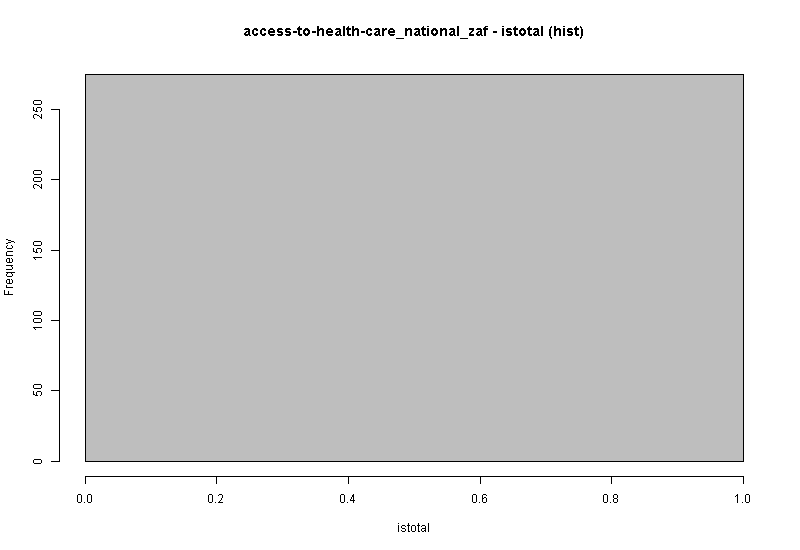 access-to-health-care_national_zaf - istotal (hist)
Frequency
250
200
150
100
50
0
0.0 0.2 0.4 0.6 0.8 1.0
istotal